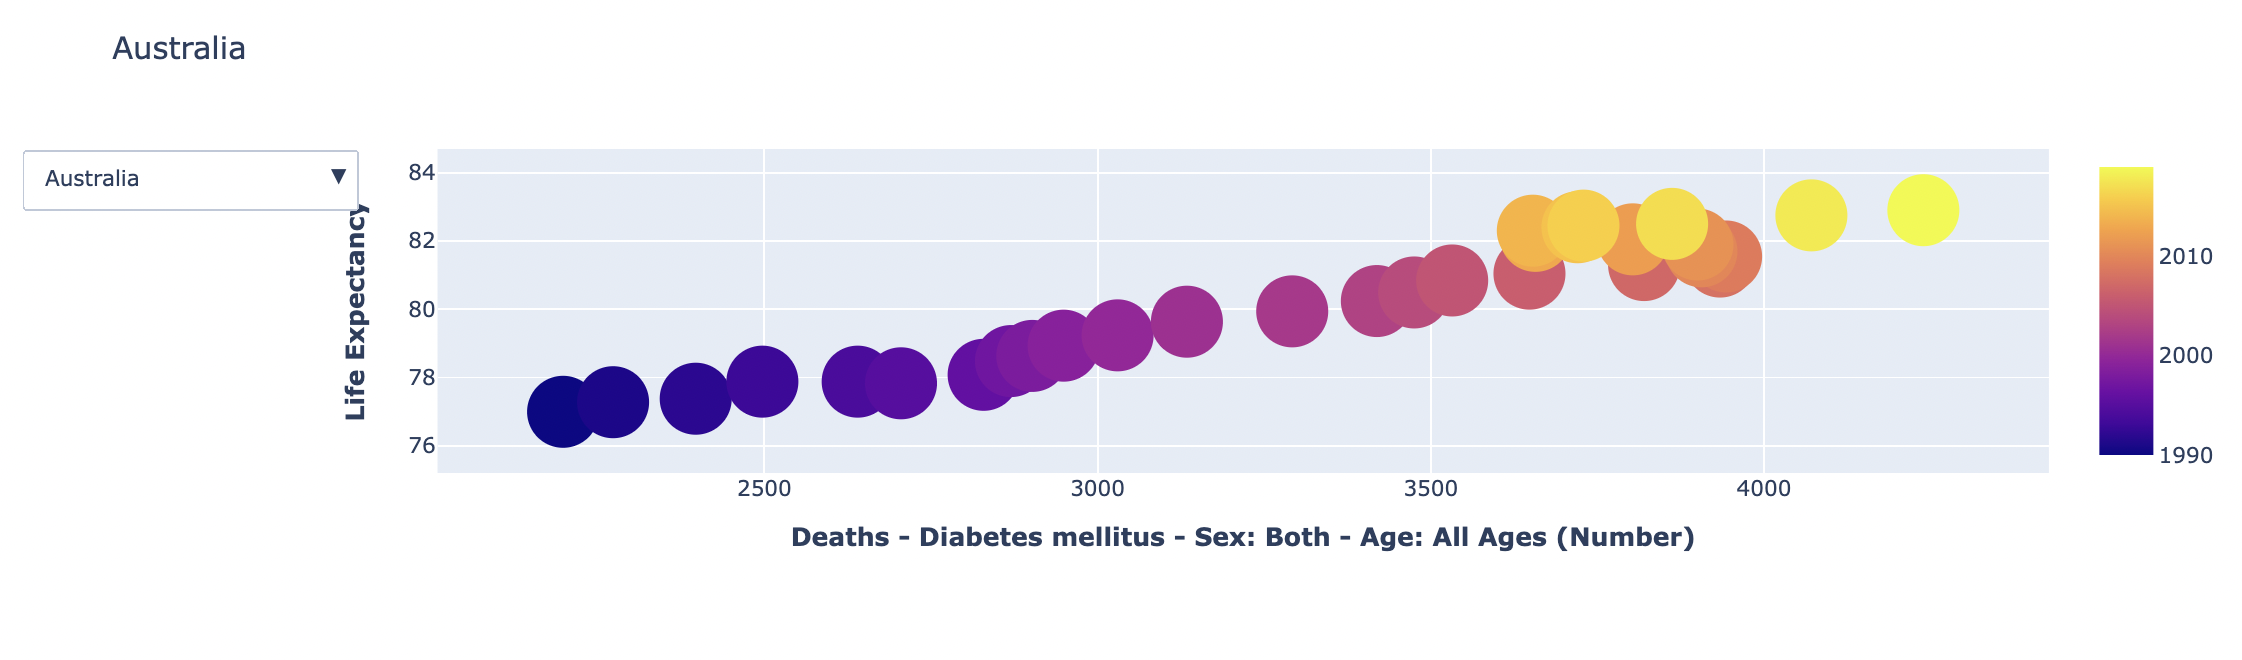 Australia
Australia ▼
Life Expectancy
84
82
80
78
76
2500 3000 3500 4000
Deaths - Diabetes mellitus - Sex: Both - Age: All Ages (Number)
2010
2000
1990